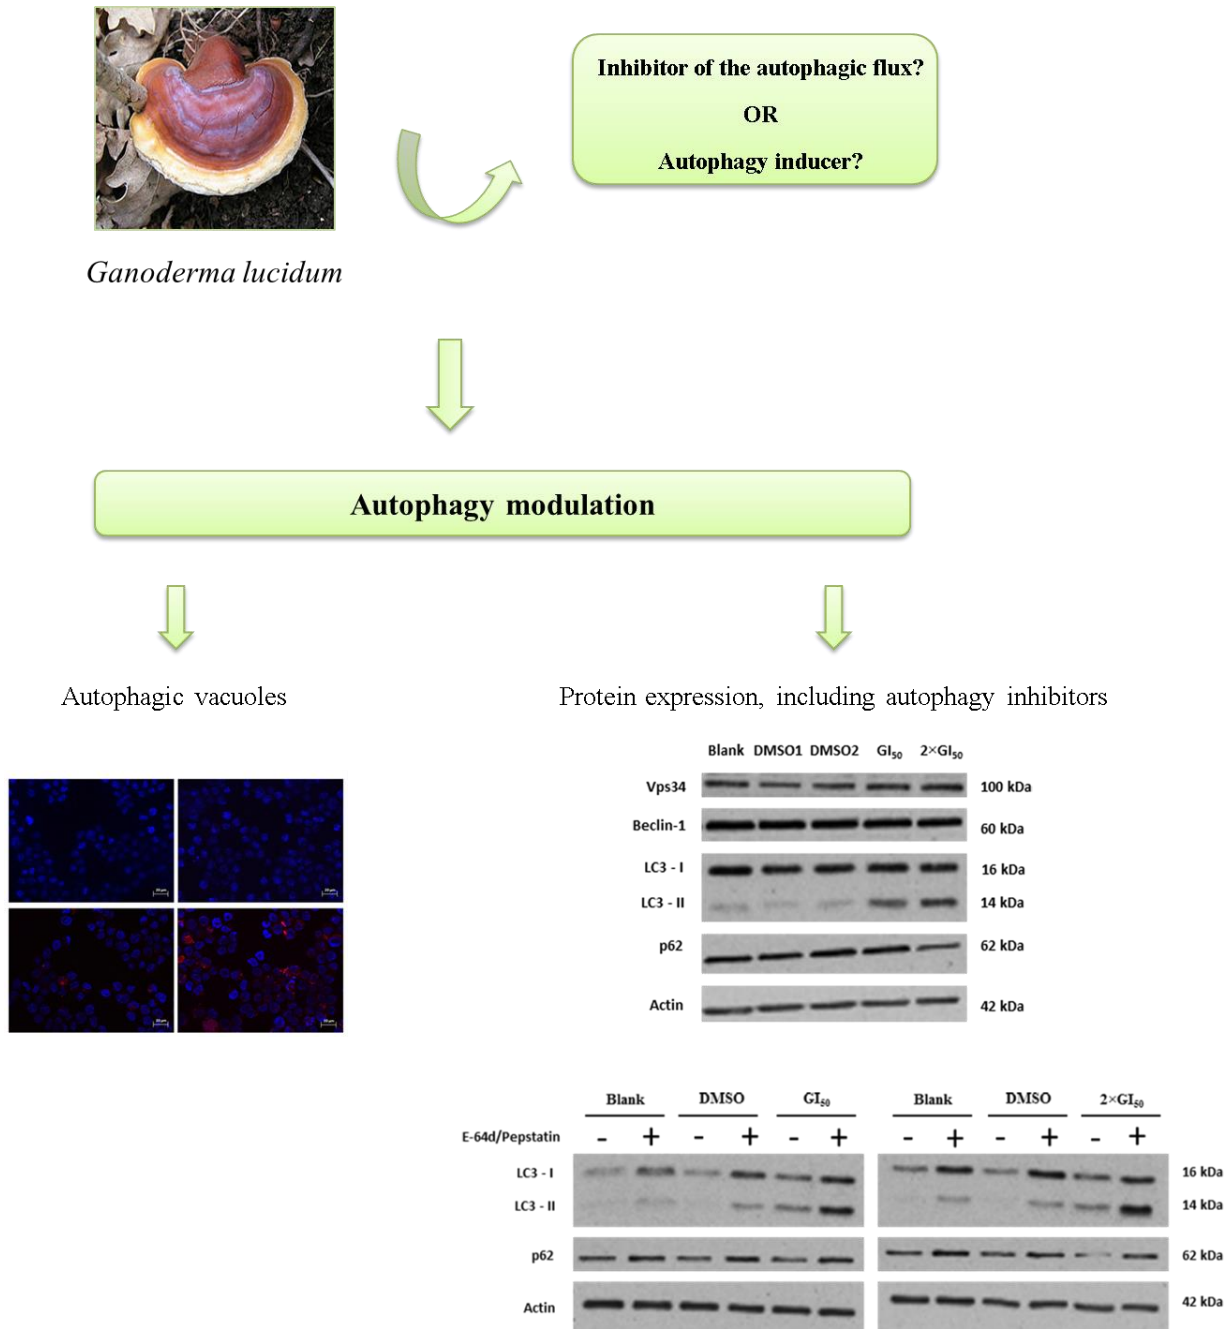 Inhibitor of the autophagic flux?
OR
Autophagy inducer?
Ganoderma lucidum
Autophagy modulation
Autophagic vacuoles
Protein expression, including autophagy inhibitors
Blank DMSO1 DMSO2 GI50 2×GI50
Vps34 100 kDa
Beclin-1 60 kDa
LC3 - I 16 kDa
LC3 - II 14 kDa
p62 62 kDa
Actin 42 kDa
Blank DMSO GI50 Blank DMSO 2×GI50
E-64d/Pepstatin - + - + - + - + - + - +
LC3 - I 16 kDa
LC3 - II 14 kDa
p62 62 kDa
Actin 42 kDa